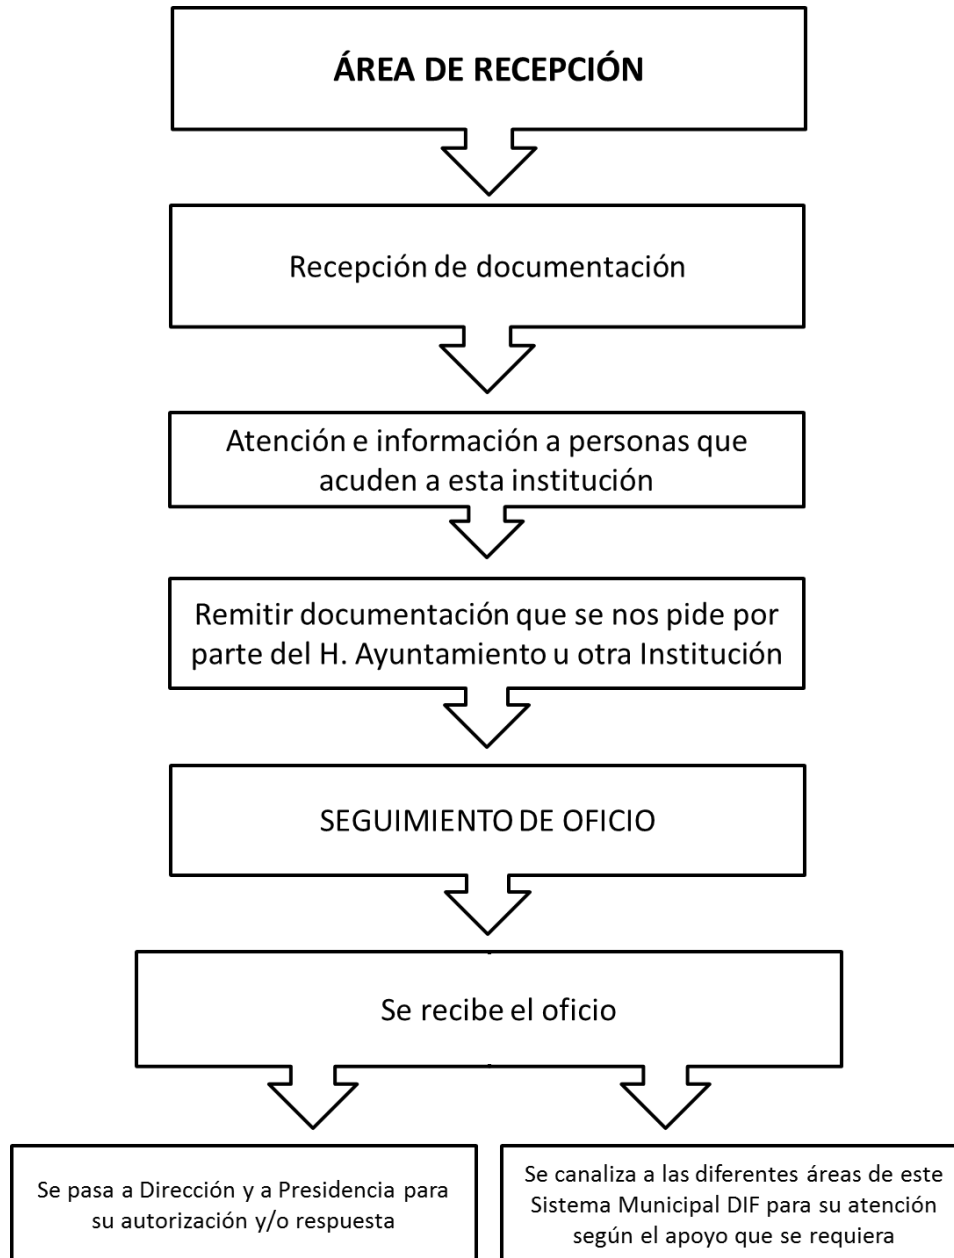 ÁREA DE RECEPCIÓN
Recepción de documentación
Atención e información a personas que
acuden a esta institución
Remitir documentación que se nos pide por
parte del H. Ayuntamiento u otra Institución
SEGUIMIENTO DE OFICIO
Se recibe el oficio
Se pasa a Dirección y a Presidencia para
su autorización y/o respuesta
Se canaliza a las diferentes áreas de este
Sistema Municipal DIF para su atención
según el apoyo que se requiera